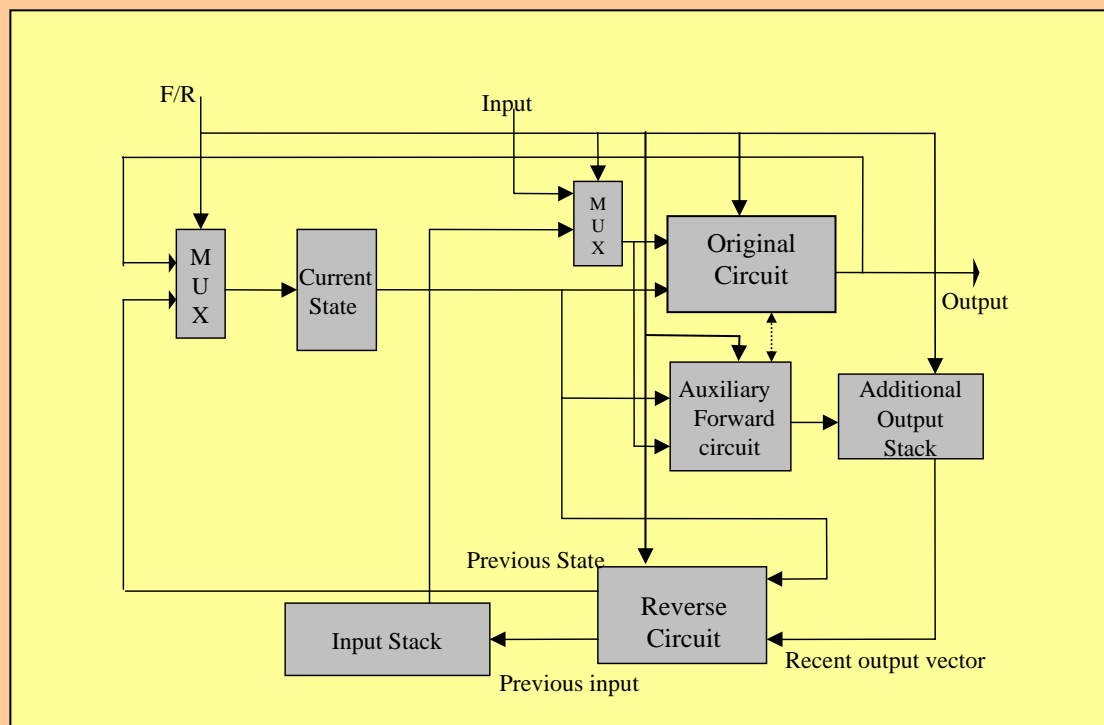 F/R
Input
M
U
X
M
U
X
Current
State
Original
Circuit
Output
Auxiliary
Forward
circuit
Additional
Output
Stack
Previous State
Reverse
Circuit
Input Stack
Recent output vector
Previous input